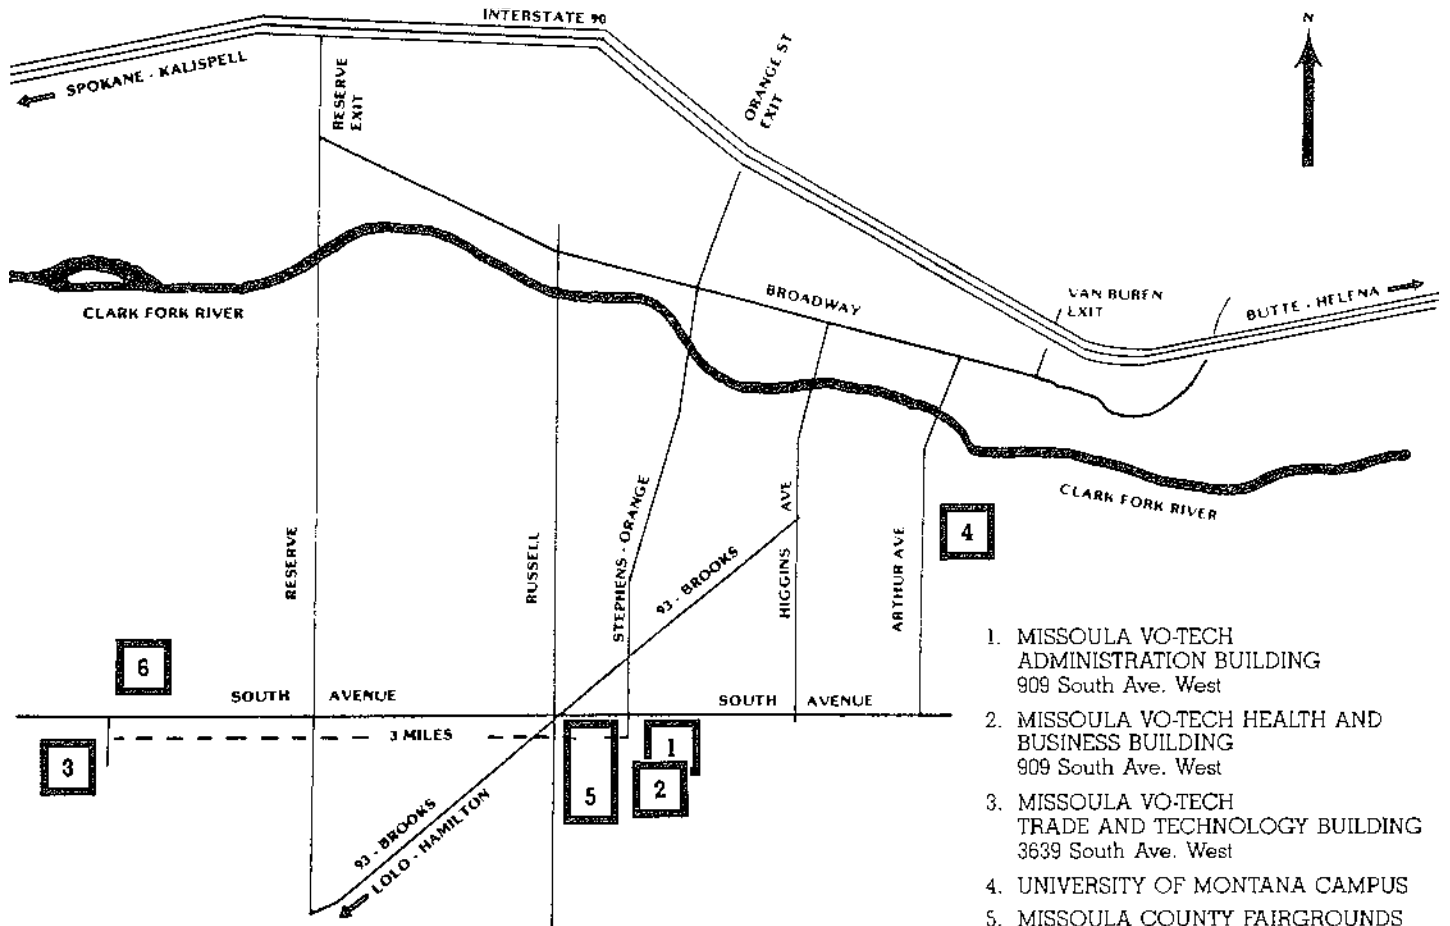 INTERSTATE 90
N
SPOKANE - KALISPELL
RESERVE
EXIT
ORANGE ST
EXIT
CLARK FORK RIVER
BROADWAY
VAN BUREN
EXIT
BUTTE - HELENA
CLARK FORK RIVER
RESERVE
RUSSELL
STEPHENS - ORANGE
93 - BROOKS
HIGGINS AVE
ARTHUR AVE
4
6
SOUTH AVENUE
SOUTH AVENUE
3 MILES
3
5
1
2
93 - BROOKS
LOLO - HAMILTON
1. MISSOULA VO-TECH
ADMINISTRATION BUILDING
909 South Ave. West
2. MISSOULA VO-TECH HEALTH AND
BUSINESS BUILDING
909 South Ave. West
3. MISSOULA VO-TECH
TRADE AND TECHNOLOGY BUILDING
3639 South Ave. West
4. UNIVERSITY OF MONTANA CAMPUS
5. MISSOULA COUNTY FAIRGROUNDS